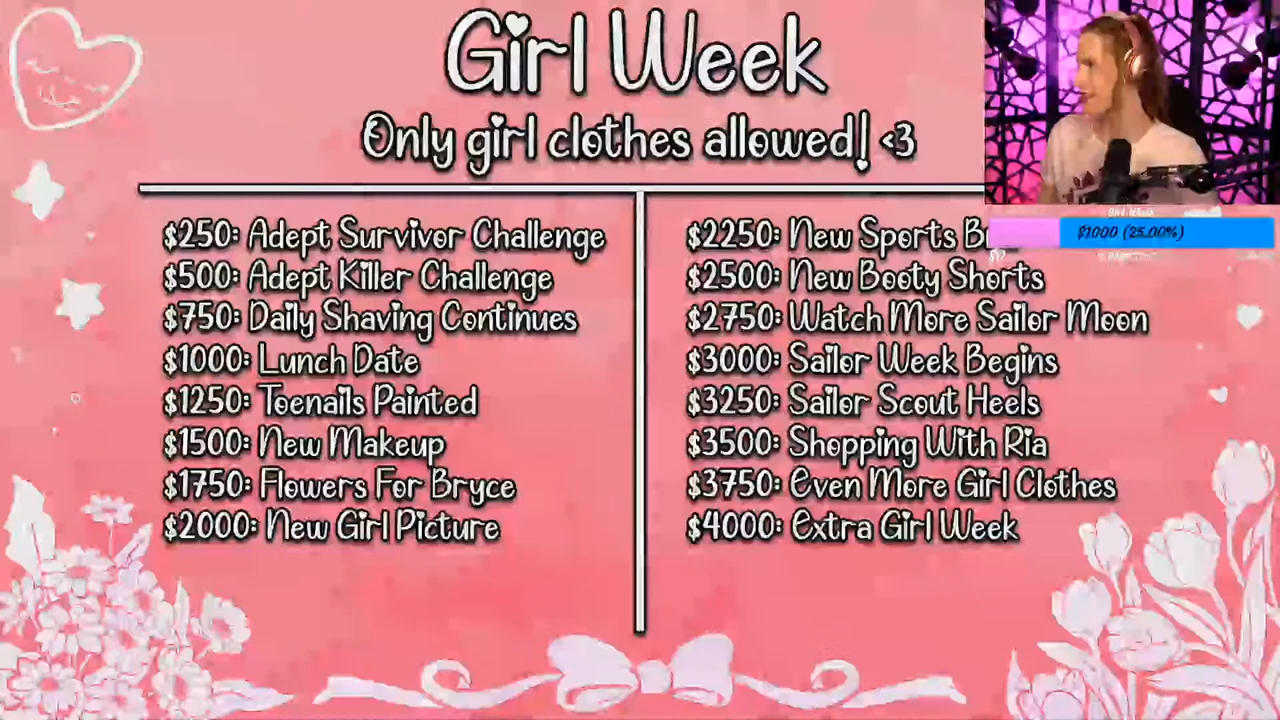 Girl Week
Only girl clothes allowed! <3
$250: Adept Survivor Challenge
$500: Adept Killer Challenge
$750: Daily Shaving Continues
$1000: Lunch Date
$1250: Toenails Painted
$1500: New Makeup
$1750: Flowers For Bryce
$2000: New Girl Picture
$2250: New Sports
$2500: New Booty Shorts
$2750: Watch More Sailor Moon
$3000: Sailor Week Begins
$3250: Sailor Scout Heels
$3500: Shopping With Ria
$3750: Even More Girl Clothes
$4000: Extra Girl Week
Girl Week
$1000 (25.00%)
$0